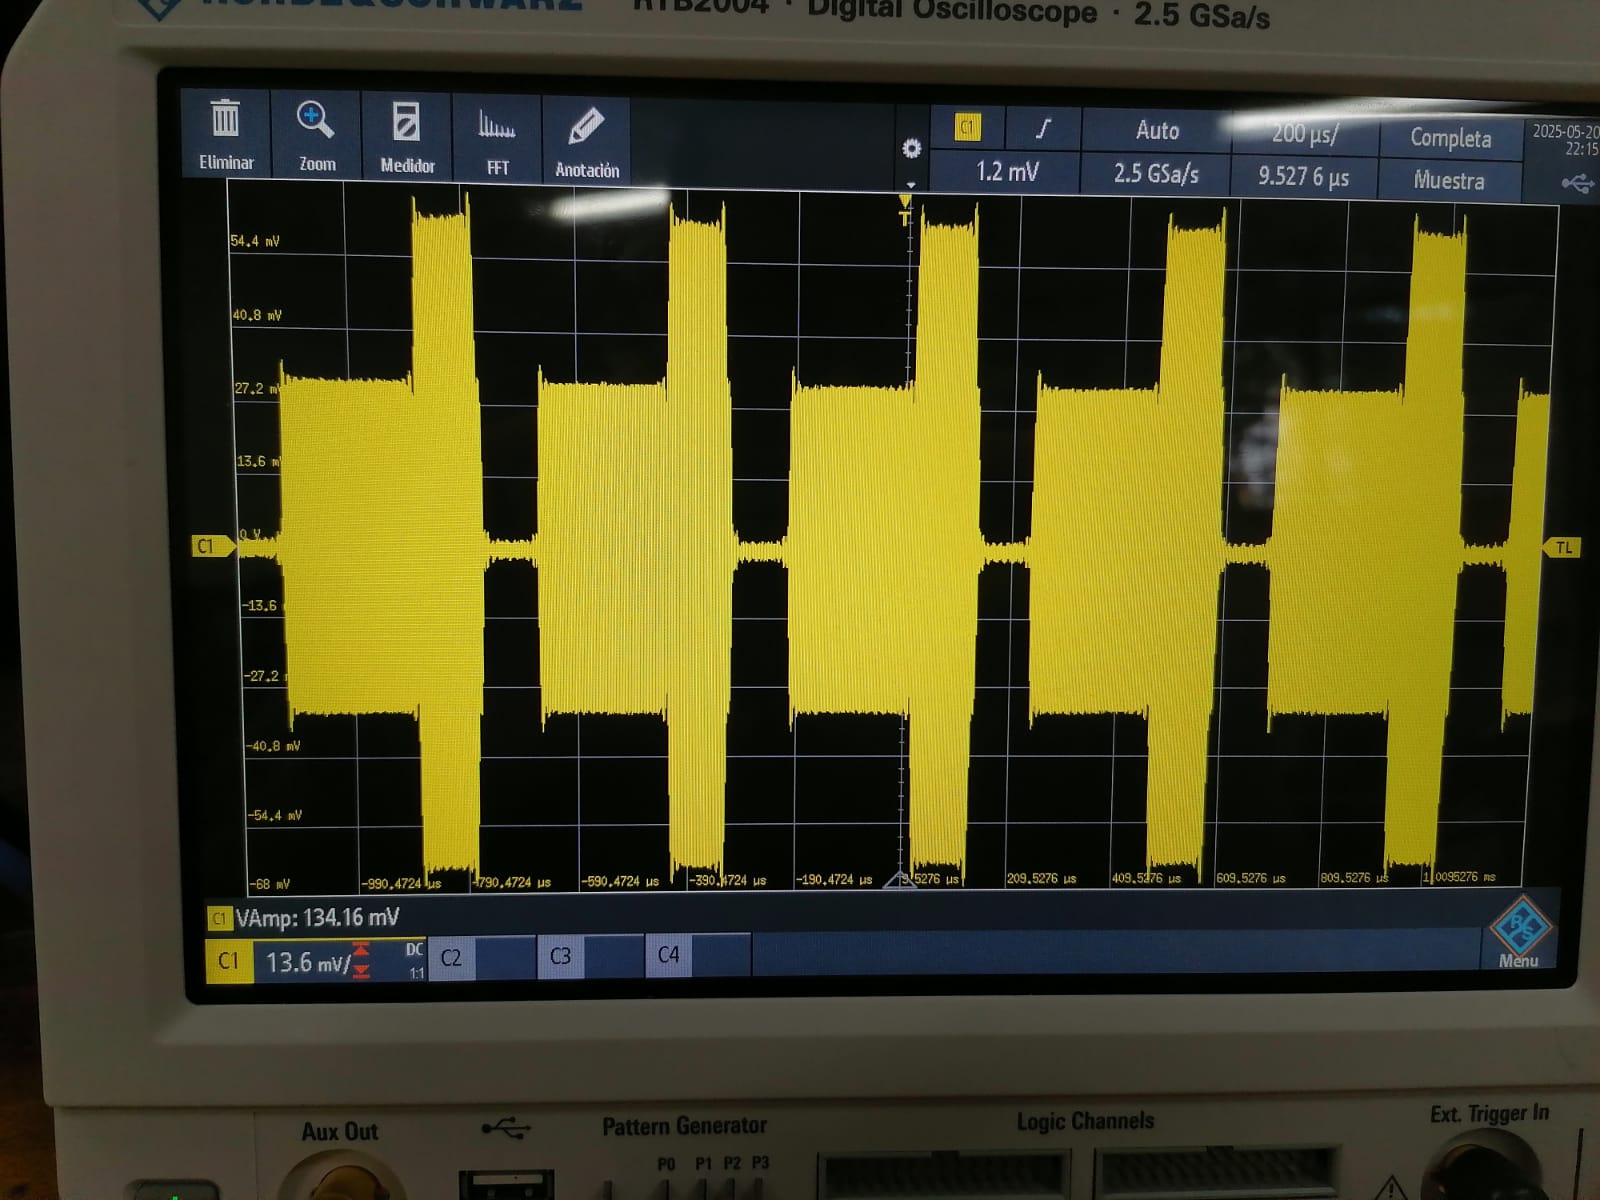 ROHDE&SCHWARZ RTB2004 · Digital Oscilloscope · 2.5 GSa/s
Eliminar Zoom Medidor FFT Anotación
C1 Auto 200 µs/ Completa 2025-05-20
1.2 mV 2.5 GSa/s 9.527 6 µs Muestra 22:15
T
54.4 mV
40.8 mV
27.2 m
13.6 m
0 V
C1 TL
-13.6
-27.2
-40.8 mV
-54.4 mV
-68 mV -990.4724 µs -790.4724 µs -590.4724 µs -390.4724 µs -190.4724 µs 9.5276 µs 209.5276 µs 409.5276 µs 609.5276 µs 809.5276 µs 1.0095276 ms
C1 VAmp: 134.16 mV
C1 13.6 mV/ DC 1:1 C2 C3 C4
R&S
Menu
Aux Out Pattern Generator Logic Channels Ext. Trigger In
P0 P1 P2 P3